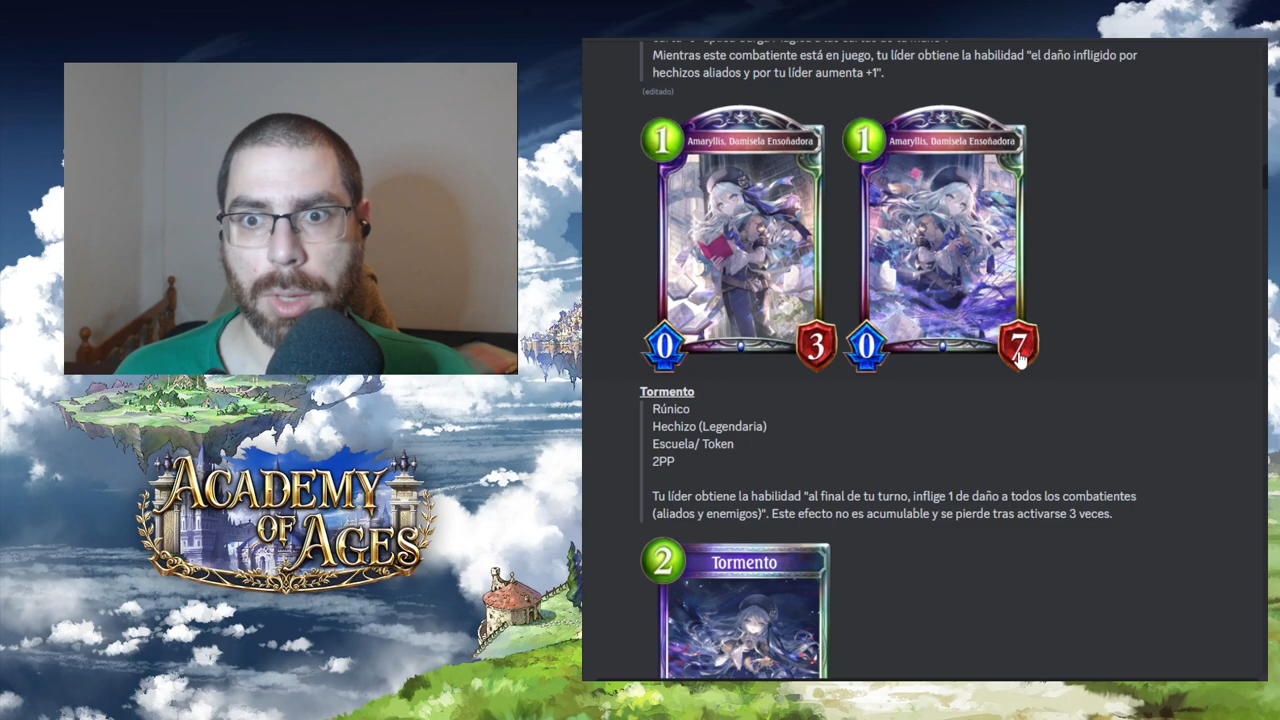 Mientras este combatiente está en juego, tu líder obtiene la habilidad "el daño infligido por
hechizos aliados y por tu líder aumenta +1".
(editado)
1
Amaryllis, Damisela Ensoñadora
1
Amaryllis, Damisela Ensoñadora
0
3
0
7
Tormento
Rúnico
Hechizo (Legendaria)
Escuela/ Token
2PP
Tu líder obtiene la habilidad "al final de tu turno, inflige 1 de daño a todos los combatientes
(aliados y enemigos)". Este efecto no es acumulable y se pierde tras activarse 3 veces.
2
Tormento
ACADEMY
OF AGES